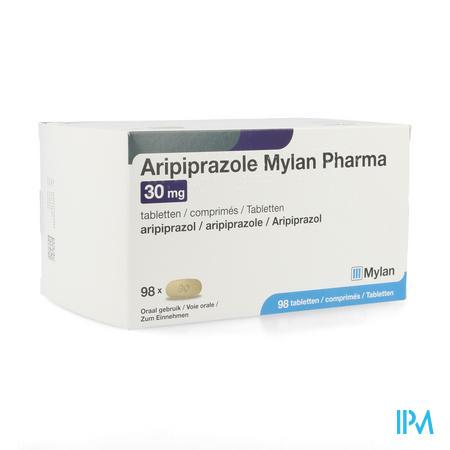 Aripiprazole Mylan Pharma
30 mg
tabletten / comprimés / Tabletten
aripiprazol / aripiprazole / Aripiprazol
98 x
30
Mylan
Oraal gebruik / Voie orale /
Zum Einnehmen
98 tabletten / comprimés / Tabletten
IPM